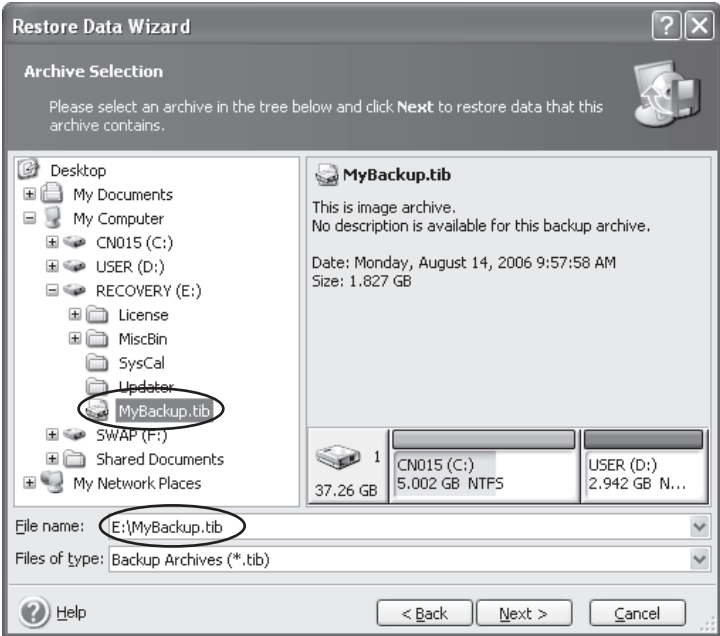 Restore Data Wizard
Archive Selection
Please select an archive in the tree below and click Next to restore data that this
archive contains.
Desktop
My Documents
My Computer
CN015 (C:)
USER (D:)
RECOVERY (E:)
License
MiscBin
SysCal
Updater
MyBackup.tib
SWAP (F:)
Shared Documents
My Network Places
MyBackup.tib
This is image archive.
No description is available for this backup archive.
Date: Monday, August 14, 2006 9:57:58 AM
Size: 1.827 GB
1
37.26 GB
CN015 (C:)
5.002 GB NTFS
USER (D:)
2.942 GB N...
File name: E:\MyBackup.tib
Files of type: Backup Archives (*.tib)
Help
< Back
Next >
Cancel